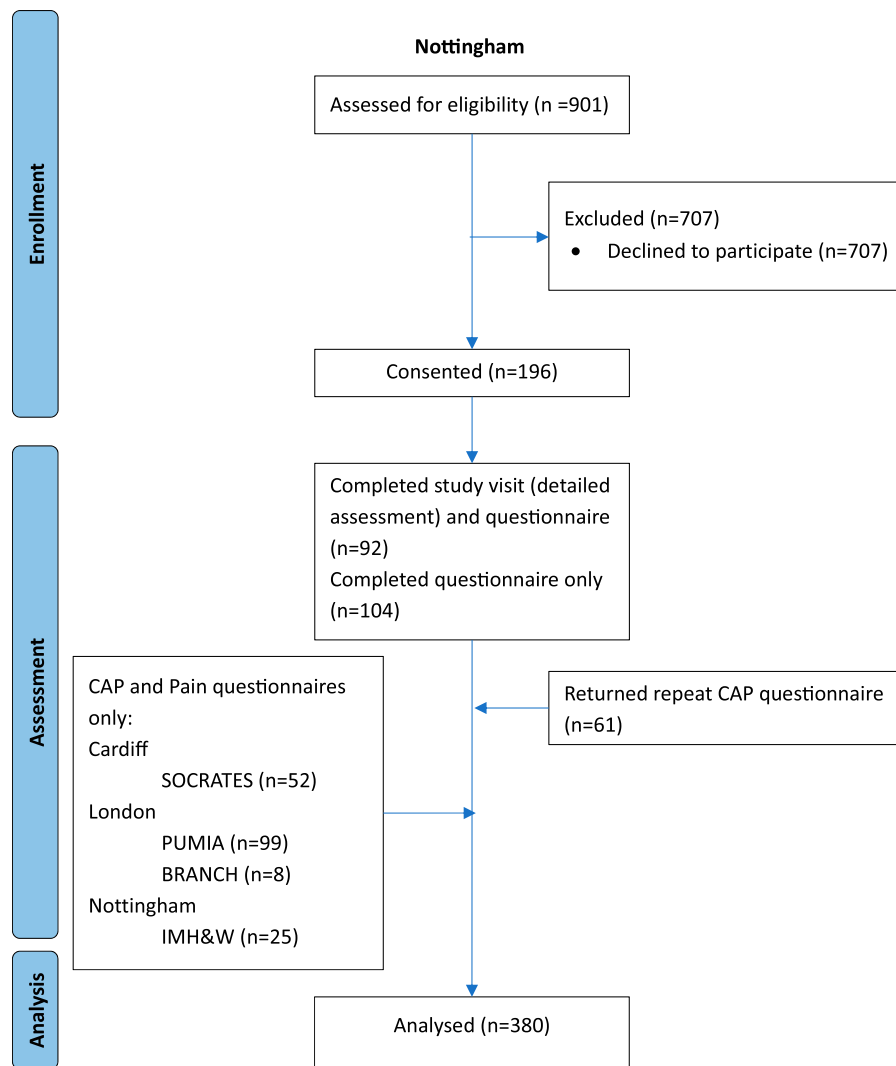 Nottingham
Enrollment
Assessed for eligibility (n =901)
Excluded (n=707)
• Declined to participate (n=707)
Consented (n=196)
Assessment
Completed study visit (detailed
assessment) and questionnaire
(n=92)
Completed questionnaire only
(n=104)
CAP and Pain questionnaires
only:
Cardiff
SOCRATES (n=52)
London
PUMIA (n=99)
BRANCH (n=8)
Nottingham
IMH&W (n=25)
Returned repeat CAP questionnaire
(n=61)
Analysis
Analysed (n=380)